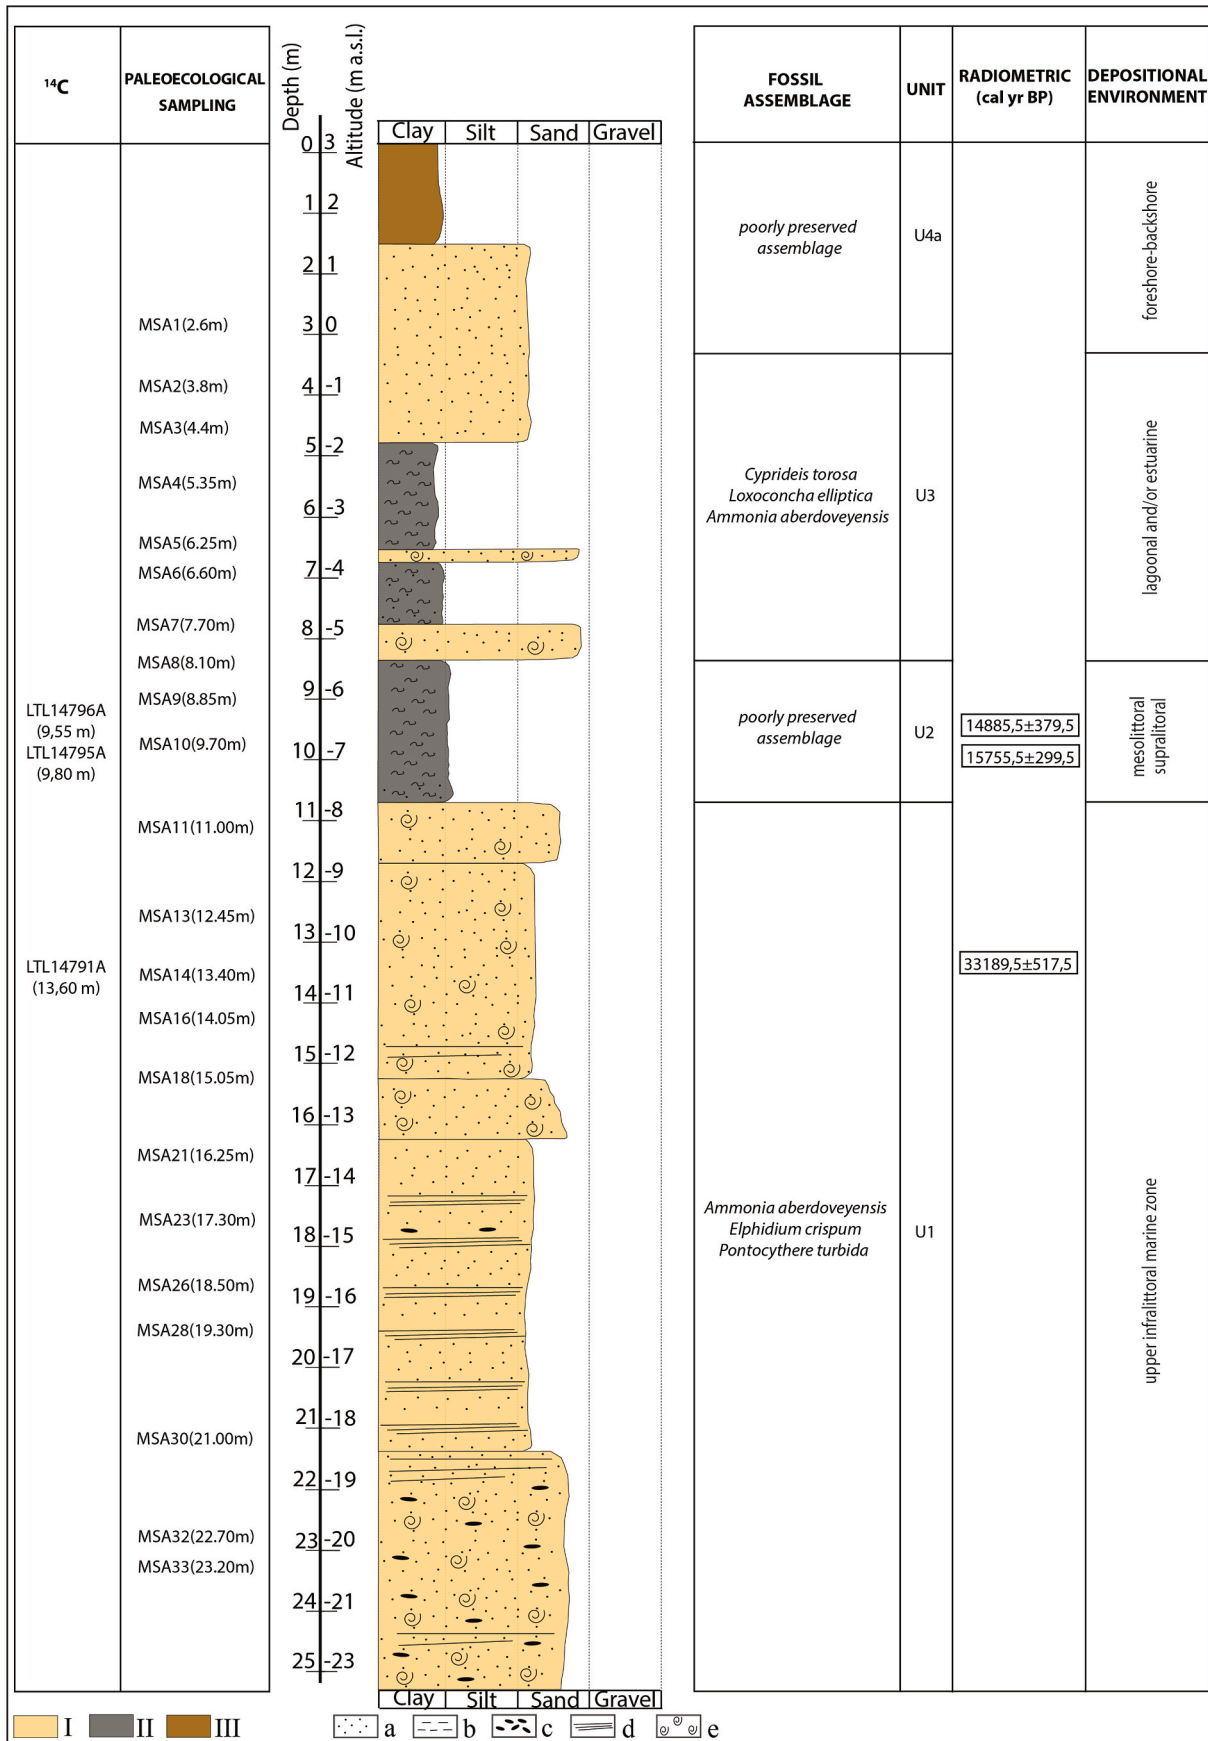 ¹⁴C
PALEOECOLOGICAL
SAMPLING
Depth (m)
Altitude (m a.s.l.)
FOSSIL
ASSEMBLAGE
UNIT
RADIOMETRIC
(cal yr BP)
DEPOSITIONAL
ENVIRONMENT
Clay Silt Sand Gravel
0 3
1 2
2 1
3 0
4 -1
5 -2
6 -3
7 -4
8 -5
9 -6
10 -7
11 -8
12 -9
13 -10
14 -11
15 -12
16 -13
17 -14
18 -15
19 -16
20 -17
21 -18
22 -19
23 -20
24 -21
25 -23
LTL14796A
(9,55 m)
LTL14795A
(9,80 m)
LTL14791A
(13,60 m)
MSA1(2.6m)
MSA2(3.8m)
MSA3(4.4m)
MSA4(5.35m)
MSA5(6.25m)
MSA6(6.60m)
MSA7(7.70m)
MSA8(8.10m)
MSA9(8.85m)
MSA10(9.70m)
MSA11(11.00m)
MSA13(12.45m)
MSA14(13.40m)
MSA16(14.05m)
MSA18(15.05m)
MSA21(16.25m)
MSA23(17.30m)
MSA26(18.50m)
MSA28(19.30m)
MSA30(21.00m)
MSA32(22.70m)
MSA33(23.20m)
poorly preserved
assemblage
U4a
foreshore-backshore
Cyprideis torosa
Loxoconcha elliptica
Ammonia aberdoveyensis
U3
lagoonal and/or estuarine
poorly preserved
assemblage
U2
14885,5±379,5
15755,5±299,5
mesolittoral
supralitoral
33189,5±517,5
Ammonia aberdoveyensis
Elphidium crispum
Pontocythere turbida
U1
upper infralittoral marine zone
Clay Silt Sand Gravel
I II III a b c d e